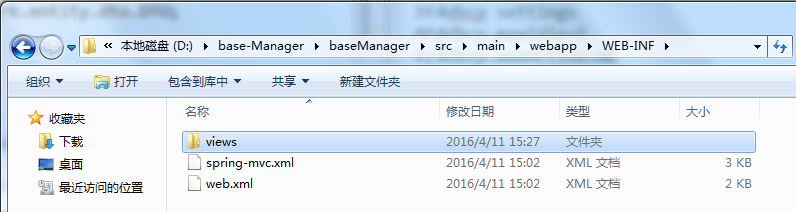 本地磁盘 (D:) ▸ base-Manager ▸ baseManager ▸ src ▸ main ▸ webapp ▸ WEB-INF ▸
组织 打开 包含到库中 共享 新建文件夹
收藏夹
下载
桌面
最近访问的位置
名称 修改日期 类型 大小
views 2016/4/11 15:27 文件夹
spring-mvc.xml 2016/4/11 15:02 XML 文档 3 KB
web.xml 2016/4/11 15:02 XML 文档 2 KB